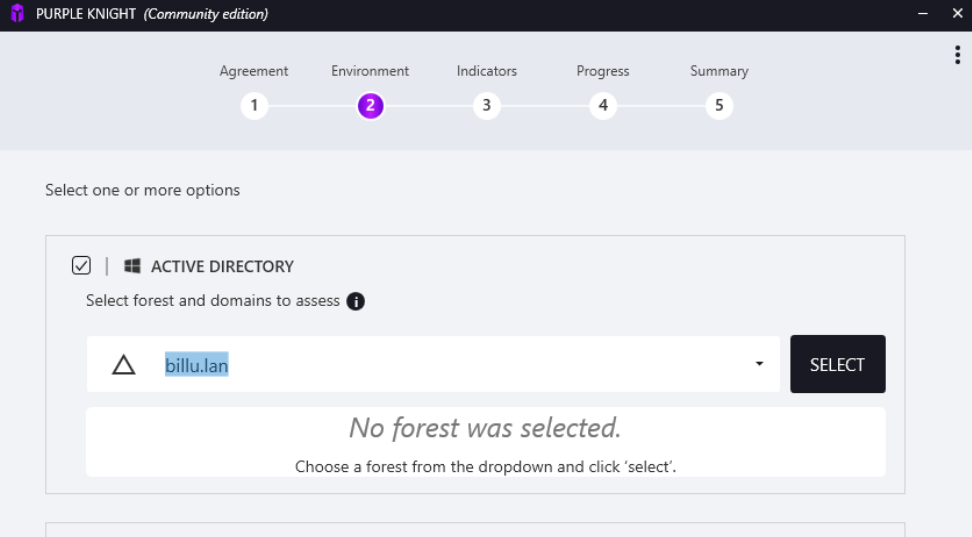 PURPLE KNIGHT (Community edition)
Agreement Environment Indicators Progress Summary
1 2 3 4 5
Select one or more options
ACTIVE DIRECTORY
Select forest and domains to assess i
billu.lan
SELECT
No forest was selected.
Choose a forest from the dropdown and click ‘select’.